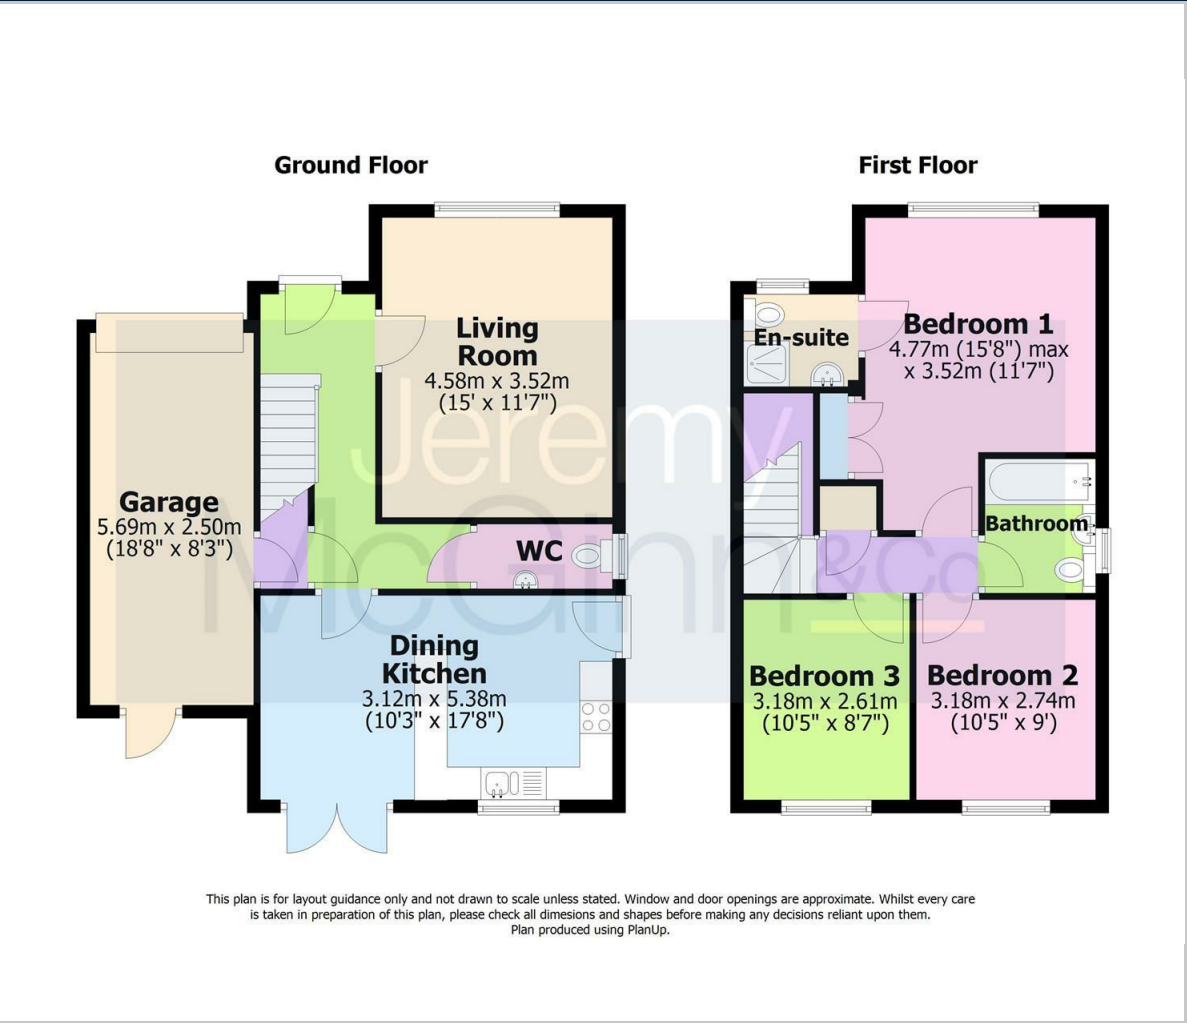 Ground Floor
First Floor
Living
Room
4.58m x 3.52m
(15' x 11'7")
Garage
5.69m x 2.50m
(18'8" x 8'3")
WC
Dining
Kitchen
3.12m x 5.38m
(10'3" x 17'8")
En-suite
Bedroom 1
4.77m (15'8") max
x 3.52m (11'7")
Bathroom
Bedroom 3
3.18m x 2.61m
(10'5" x 8'7")
Bedroom 2
3.18m x 2.74m
(10'5" x 9')
Jeremy
McGinn &Co
This plan is for layout guidance only and not drawn to scale unless stated. Window and door openings are approximate. Whilst every care
is taken in preparation of this plan, please check all dimesions and shapes before making any decisions reliant upon them.
Plan produced using PlanUp.